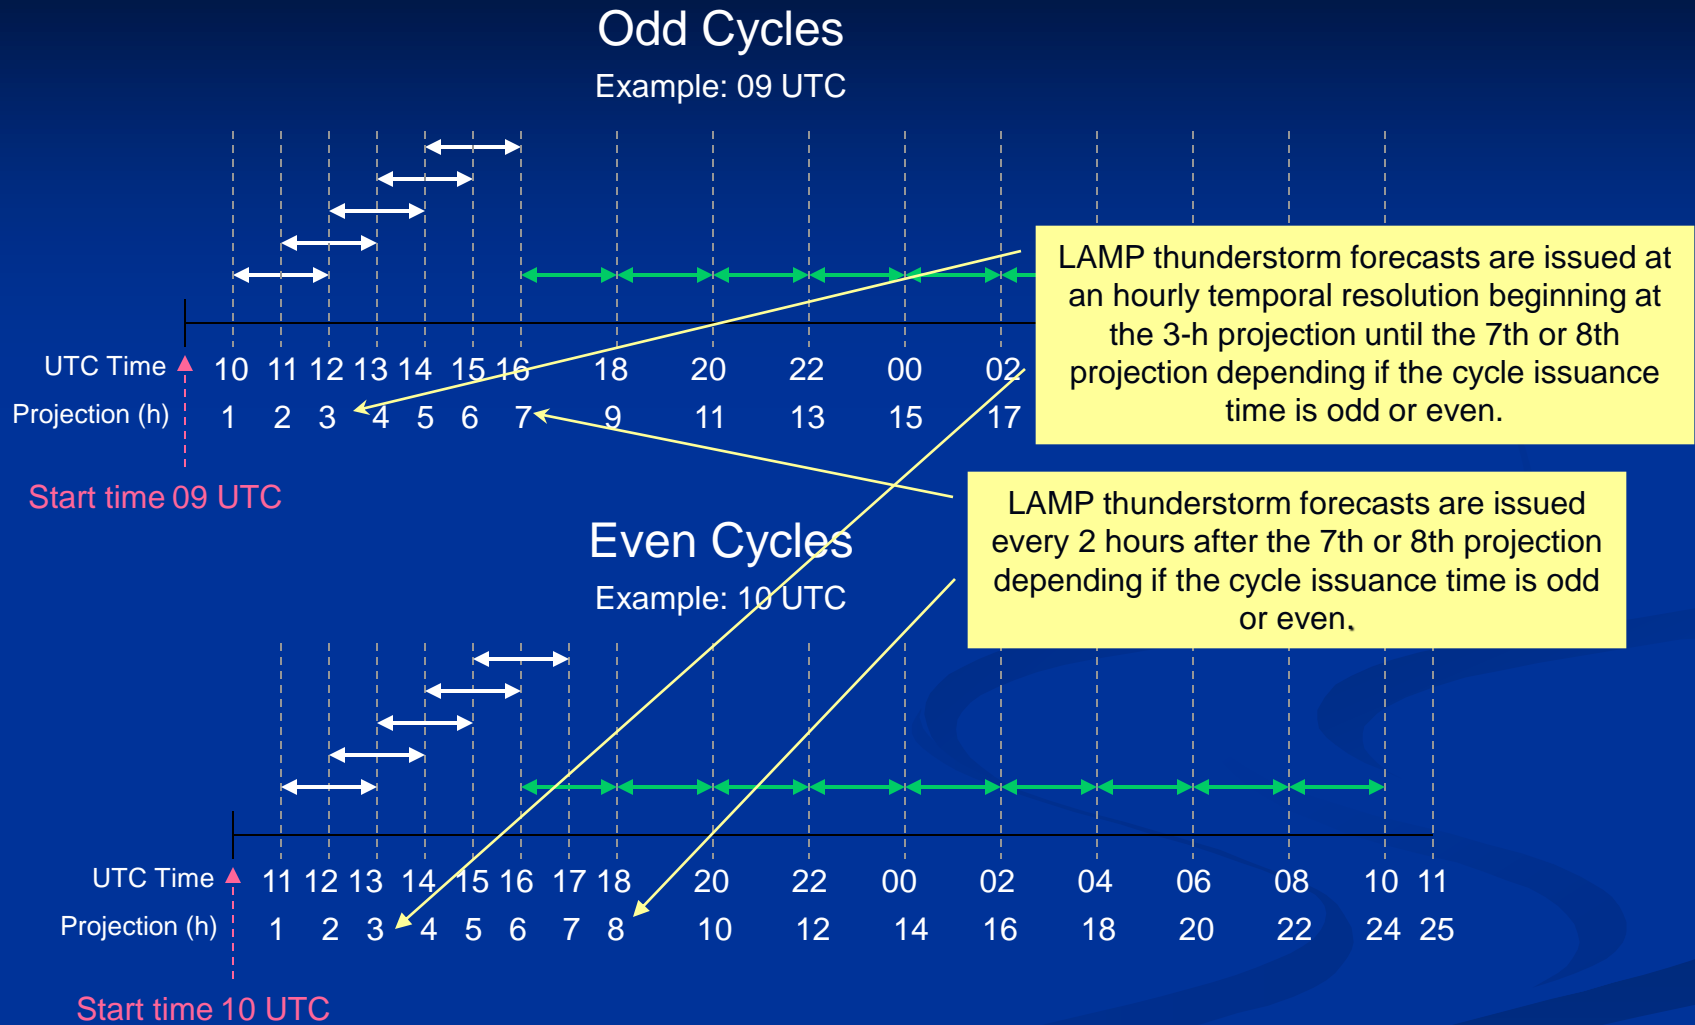 Odd Cycles
Example: 09 UTC
LAMP thunderstorm forecasts are issued at
an hourly temporal resolution beginning at
the 3-h projection until the 7th or 8th
projection depending if the cycle issuance
time is odd or even.
UTC Time 10 11 12 13 14 15 16 18 20 22 00 02
Projection (h) 1 2 3 4 5 6 7 9 11 13 15 17
Start time 09 UTC
LAMP thunderstorm forecasts are issued
every 2 hours after the 7th or 8th projection
depending if the cycle issuance time is odd
or even.
Even Cycles
Example: 10 UTC
UTC Time 11 12 13 14 15 16 17 18 20 22 00 02 04 06 08 10 11
Projection (h) 1 2 3 4 5 6 7 8 10 12 14 16 18 20 22 24 25
Start time 10 UTC